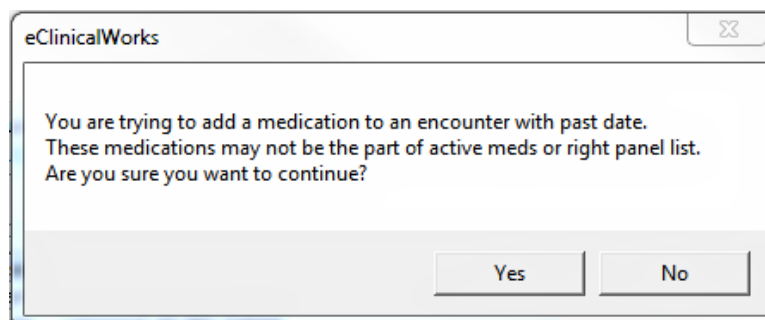 eClinicalWorks
You are trying to add a medication to an encounter with past date.
These medications may not be the part of active meds or right panel list.
Are you sure you want to continue?
Yes No